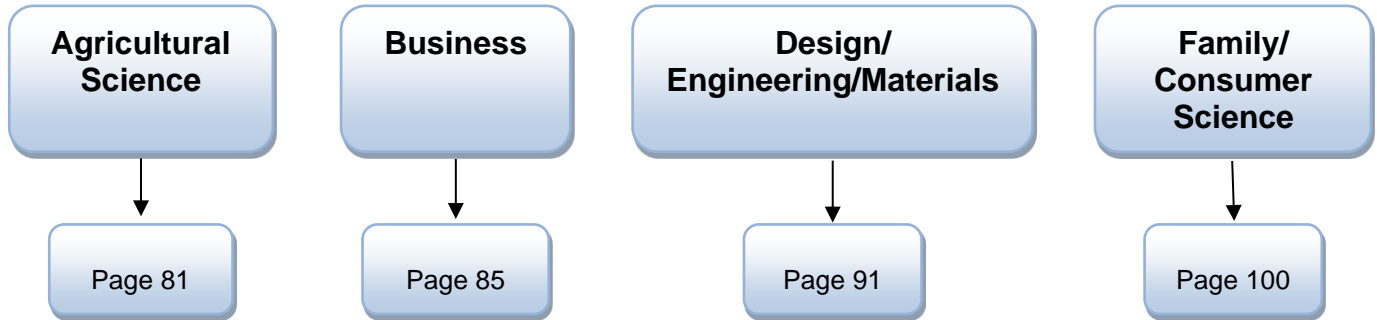 Agricultural
Science
Business
Design/
Engineering/Materials
Family/
Consumer
Science
Page 81
Page 85
Page 91
Page 100